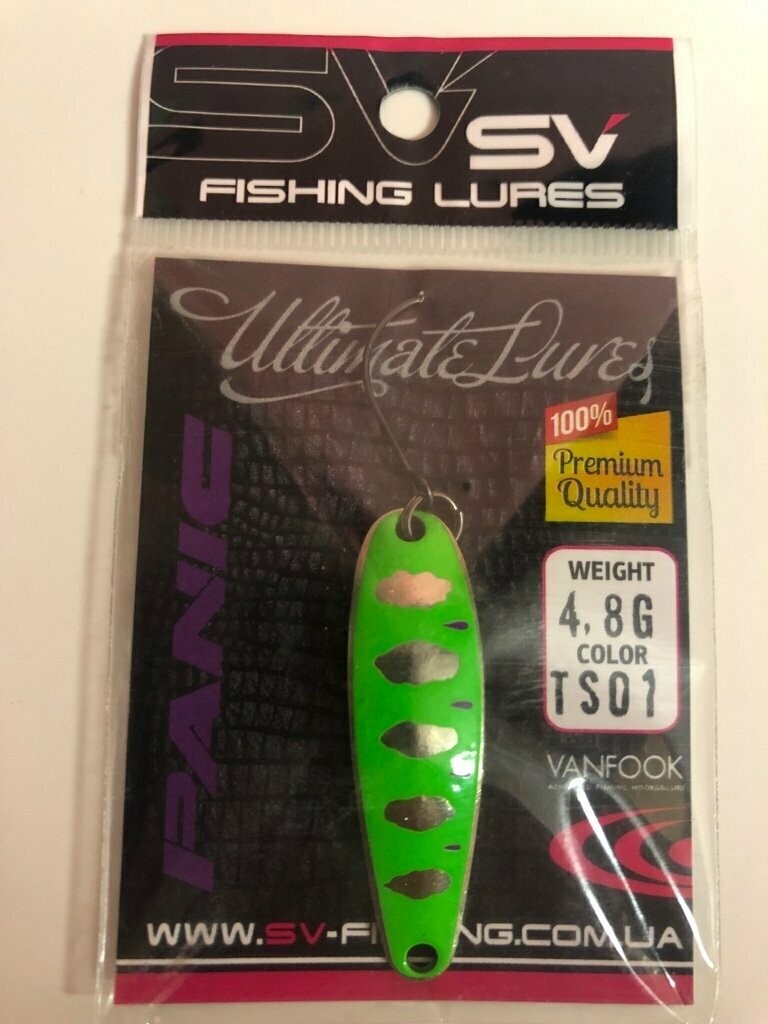 SV
SV
FISHING LURES
Ultimate Lures
100%
Premium
Quality
PANIC
WEIGHT
4,8G
COLOR
TS01
VANFOOK
WWW.SV-FI NG.COM.UA